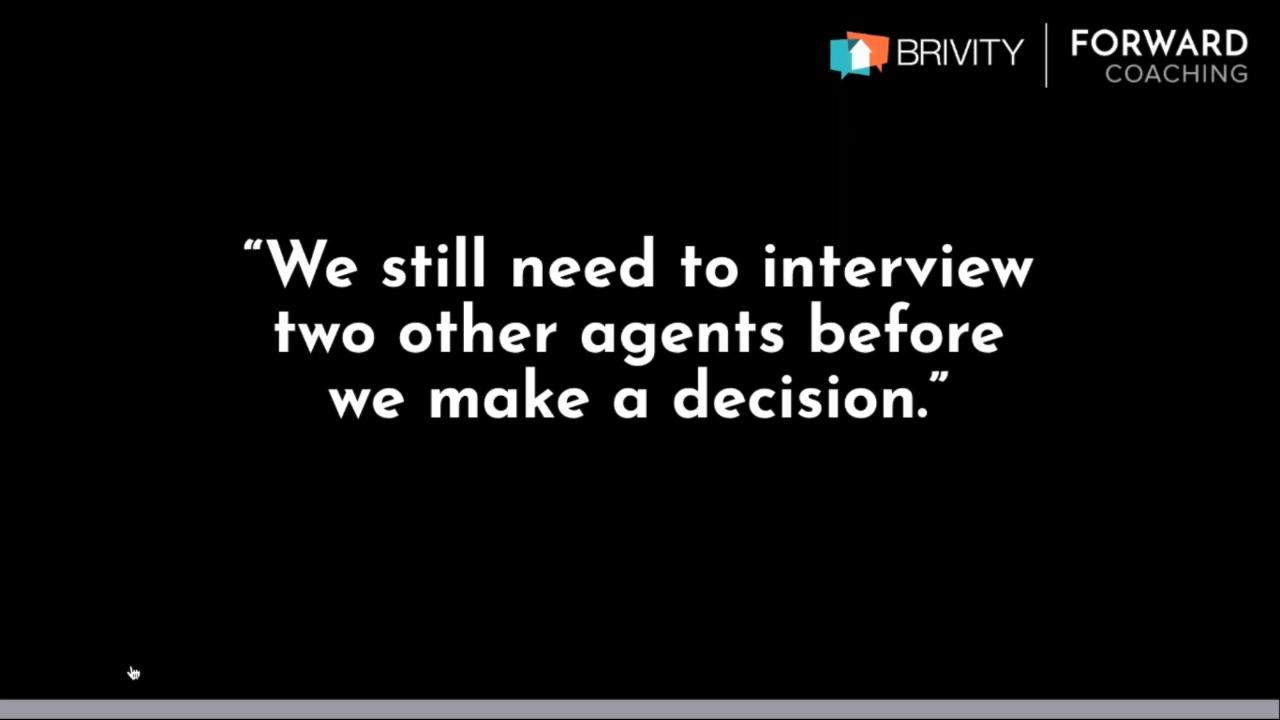 BRIVITY
FORWARD
COACHING
“We still need to interview
two other agents before
we make a decision.”